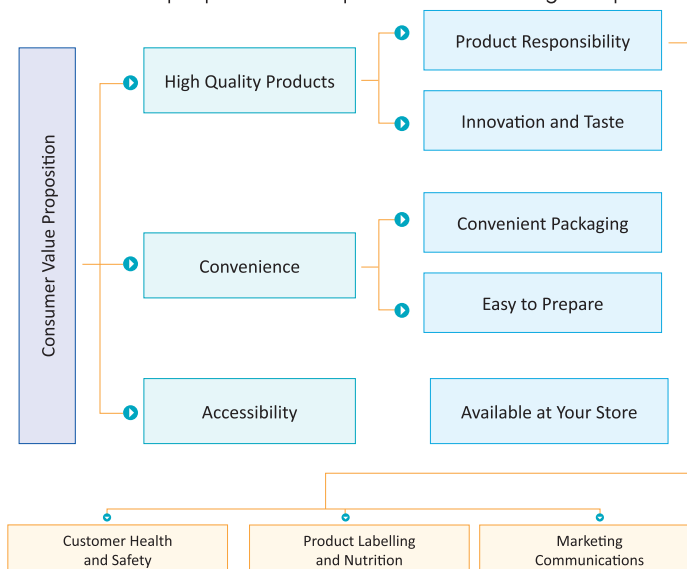 Product Responsibility
High Quality Products
Innovation and Taste
Consumer Value Proposition
Convenient Packaging
Convenience
Easy to Prepare
Accessibility
Available at Your Store
Customer Health
and Safety
Product Labelling
and Nutrition
Marketing
Communications